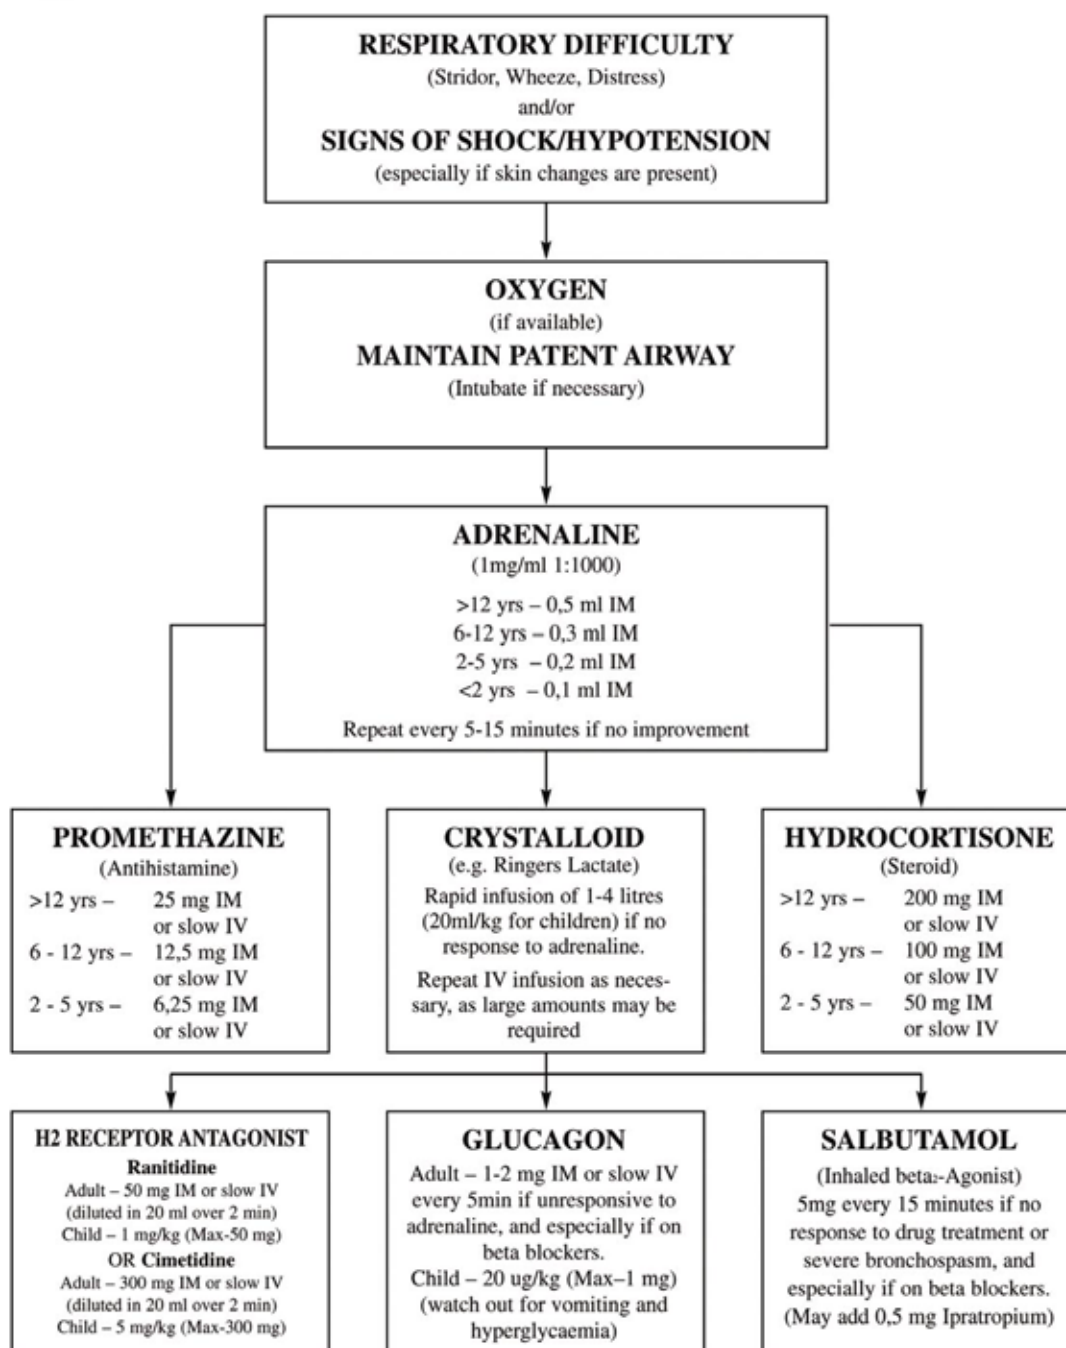 RESPIRATORY DIFFICULTY
(Stridor, Wheeze, Distress)
and/or
SIGNS OF SHOCK/HYPOTENSION
(especially if skin changes are present)
OXYGEN
(if available)
MAINTAIN PATENT AIRWAY
(Intubate if necessary)
ADRENALINE
(1mg/ml 1:1000)
>12 yrs – 0,5 ml IM
6-12 yrs – 0,3 ml IM
2-5 yrs – 0,2 ml IM
<2 yrs – 0,1 ml IM
Repeat every 5-15 minutes if no improvement
PROMETHAZINE
(Antihistamine)
>12 yrs – 25 mg IM
or slow IV
6 - 12 yrs – 12,5 mg IM
or slow IV
2 - 5 yrs – 6,25 mg IM
or slow IV
CRYSTALLOID
(e.g. Ringers Lactate)
Rapid infusion of 1-4 litres
(20ml/kg for children) if no
response to adrenaline.
Repeat IV infusion as neces-
sary, as large amounts may be
required
HYDROCORTISONE
(Steroid)
>12 yrs – 200 mg IM
or slow IV
6 - 12 yrs – 100 mg IM
or slow IV
2 - 5 yrs – 50 mg IM
or slow IV
H2 RECEPTOR ANTAGONIST
Ranitidine
Adult – 50 mg IM or slow IV
(diluted in 20 ml over 2 min)
Child – 1 mg/kg (Max-50 mg)
OR Cimetidine
Adult – 300 mg IM or slow IV
(diluted in 20 ml over 2 min)
Child – 5 mg/kg (Max-300 mg)
GLUCAGON
Adult – 1-2 mg IM or slow IV
every 5min if unresponsive to
adrenaline, and especially if on
beta blockers.
Child – 20 ug/kg (Max–1 mg)
(watch out for vomiting and
hyperglycaemia)
SALBUTAMOL
(Inhaled beta₂-Agonist)
5mg every 15 minutes if no
response to drug treatment or
severe bronchospasm, and
especially if on beta blockers.
(May add 0,5 mg Ipratropium)